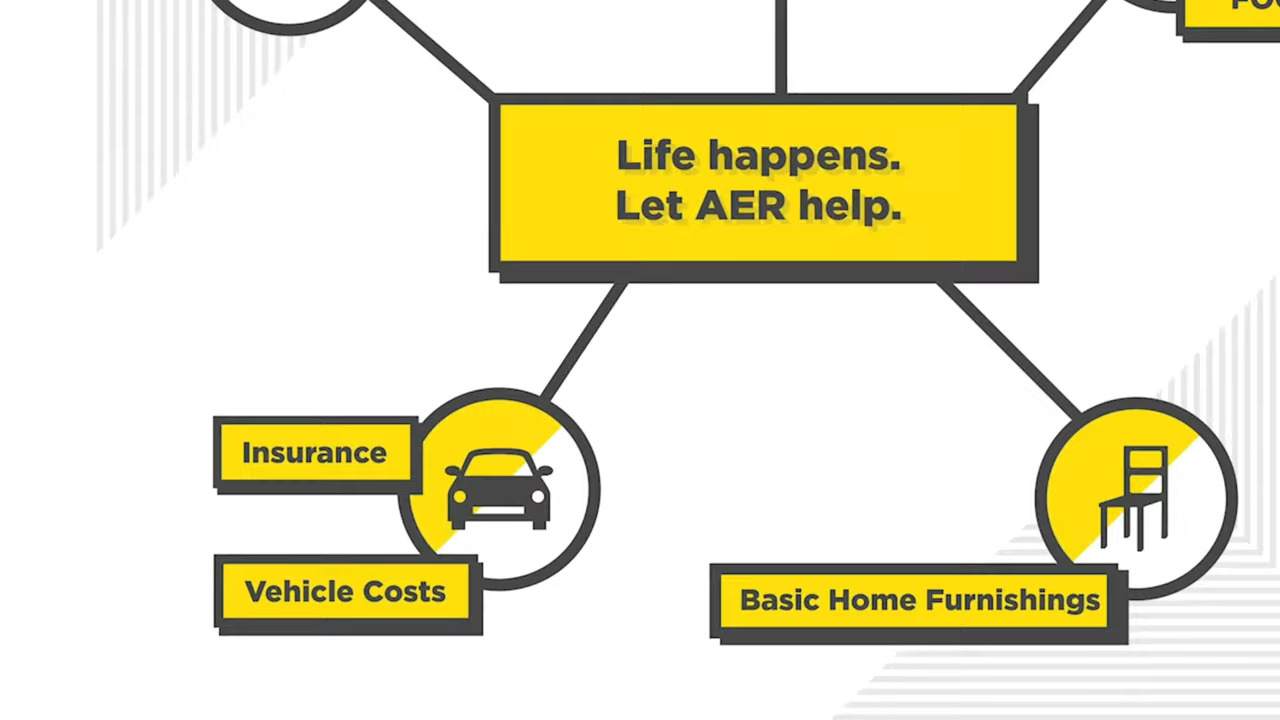 Life happens.
Let AER help.
Insurance
Vehicle Costs
Basic Home Furnishings